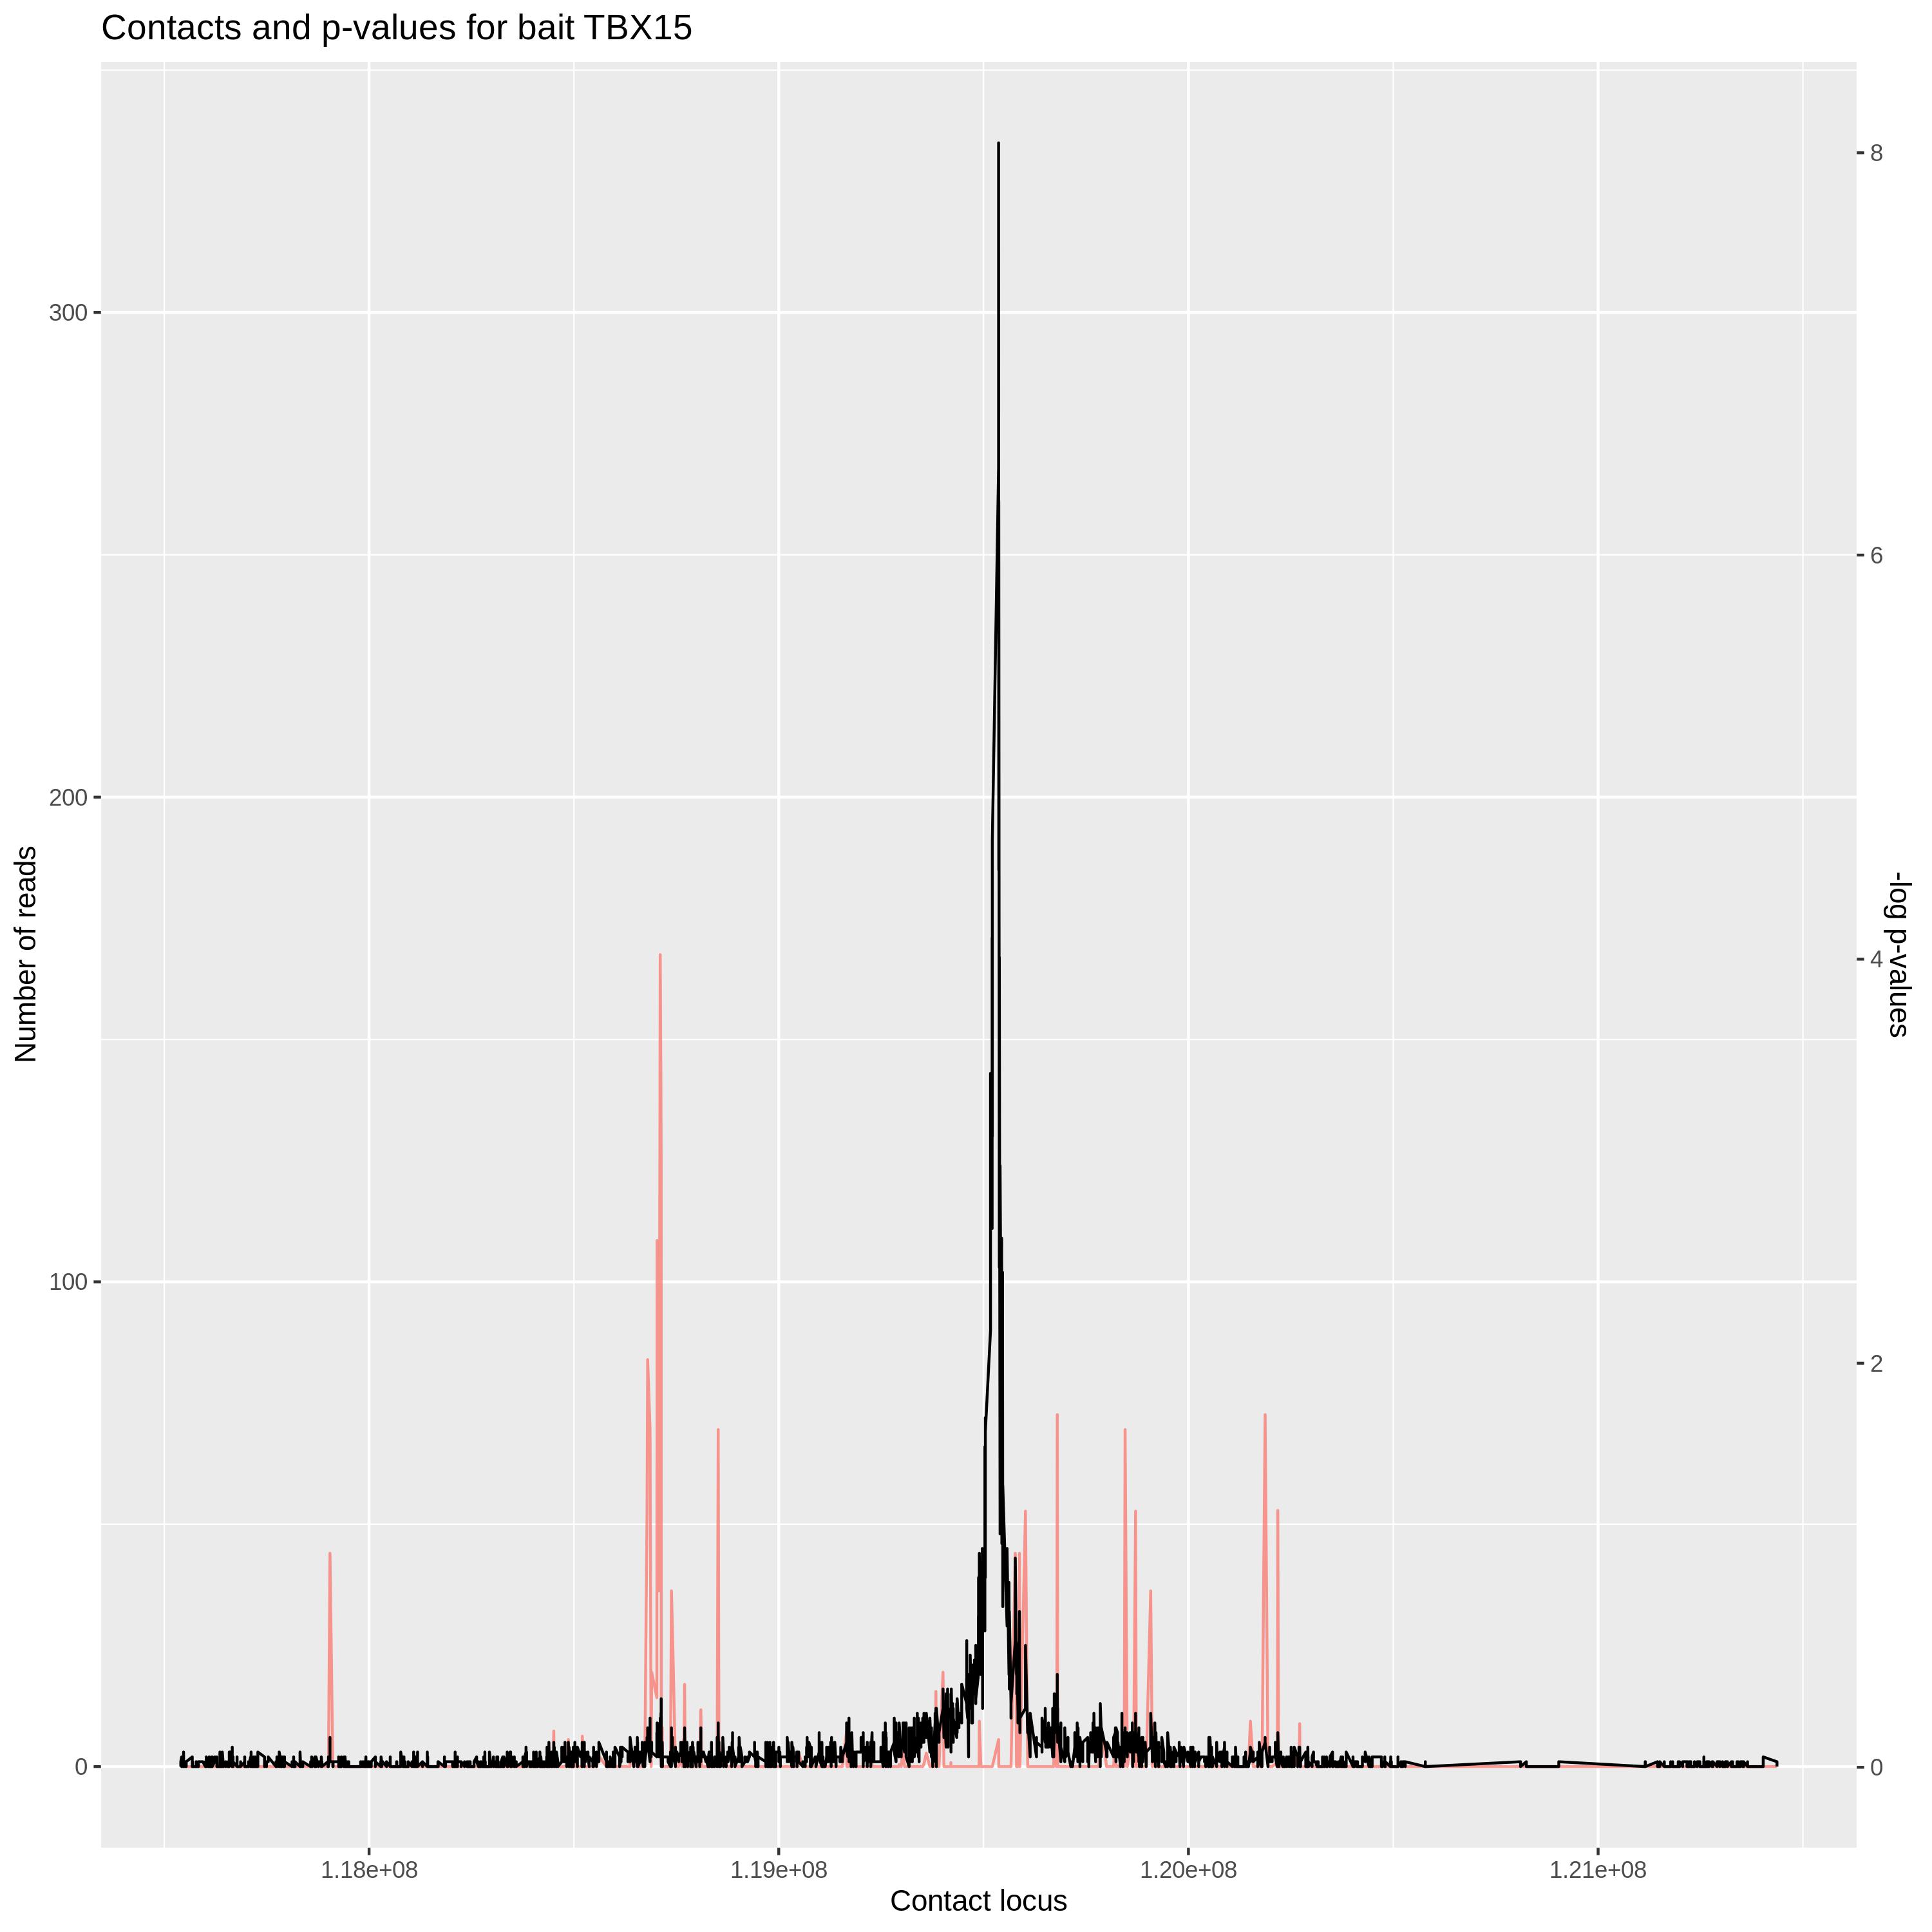 Contacts and p-values for bait TBX15
Number of reads
300
200
100
0
8
6
4
2
0
-log p-values
1.18e+08
1.19e+08
1.20e+08
1.21e+08
Contact locus